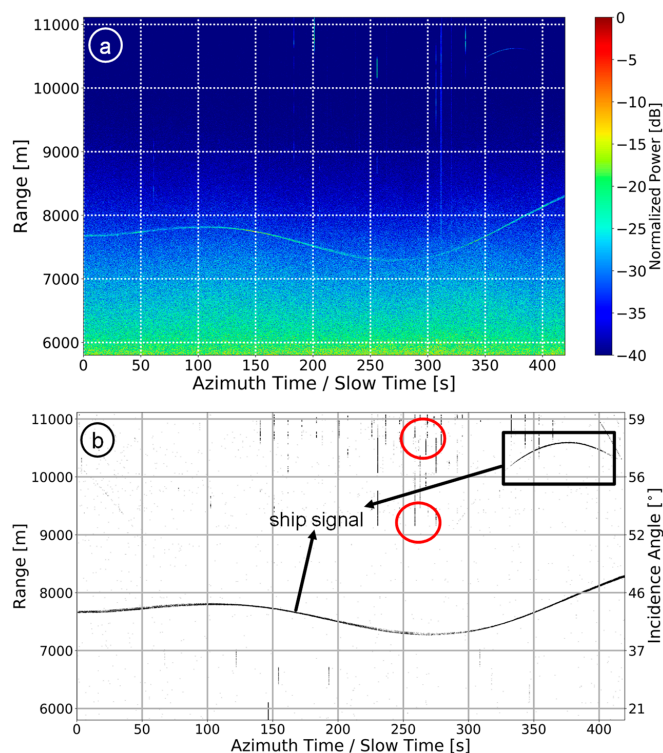 a
11000
10000
9000
8000
7000
6000
Range [m]
0 50 100 150 200 250 300 350 400
Azimuth Time / Slow Time [s]
0
−5
−10
−15
−20
−25
−30
−35
−40
Normalized Power [dB]
b
11000
10000
9000
8000
7000
6000
Range [m]
ship signal
59
56
52
46
37
21
Incidence Angle [°]
0 50 100 150 200 250 300 350 400
Azimuth Time / Slow Time [s]